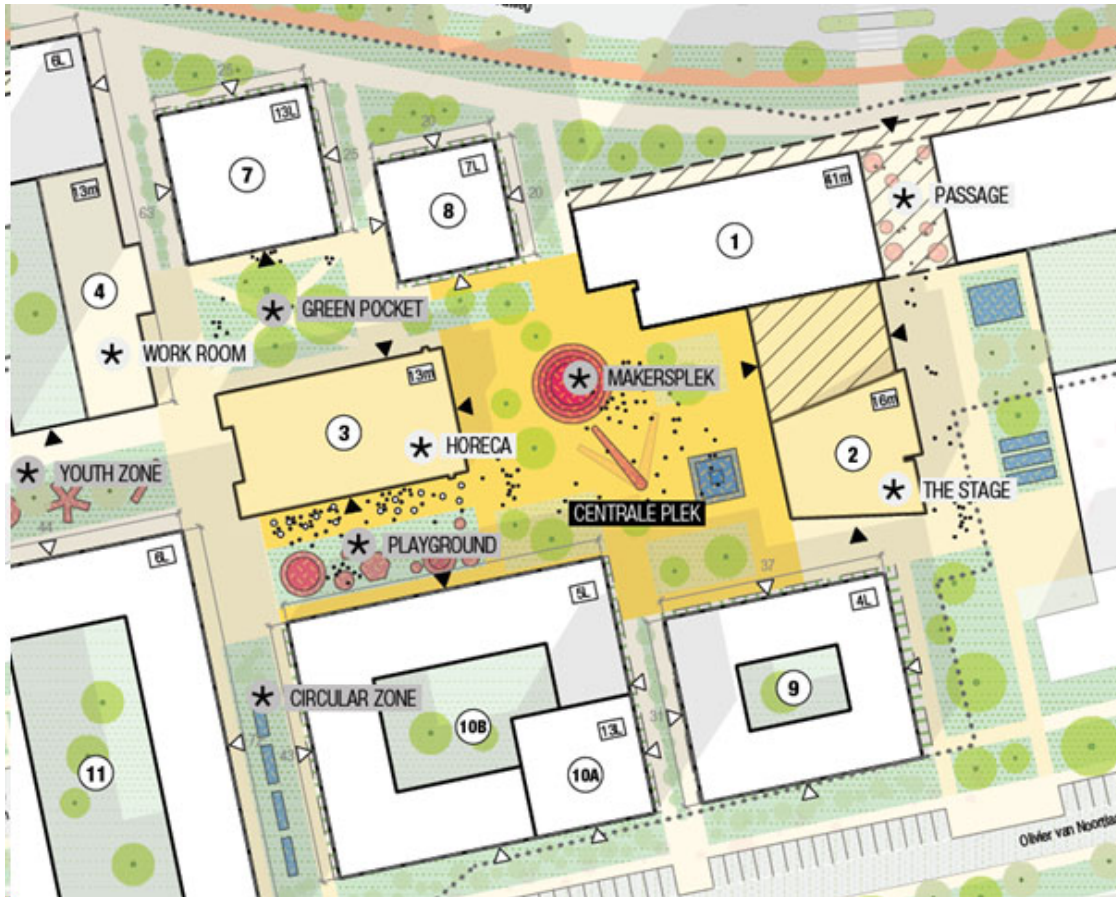 6L
13L
25
20
7L
25
7
20
8
41m
PASSAGE
13m
63
1
4
GREEN POCKET
WORK ROOM
13m
MAKERSPLEK
16m
3
HORECA
2
YOUTH ZONE
THE STAGE
CENTRALE PLEK
44
PLAYGROUND
6L
37
5L
4L
9
CIRCULAR ZONE
10B
31
13L
43
11
10A
Olivier van Noortlaa